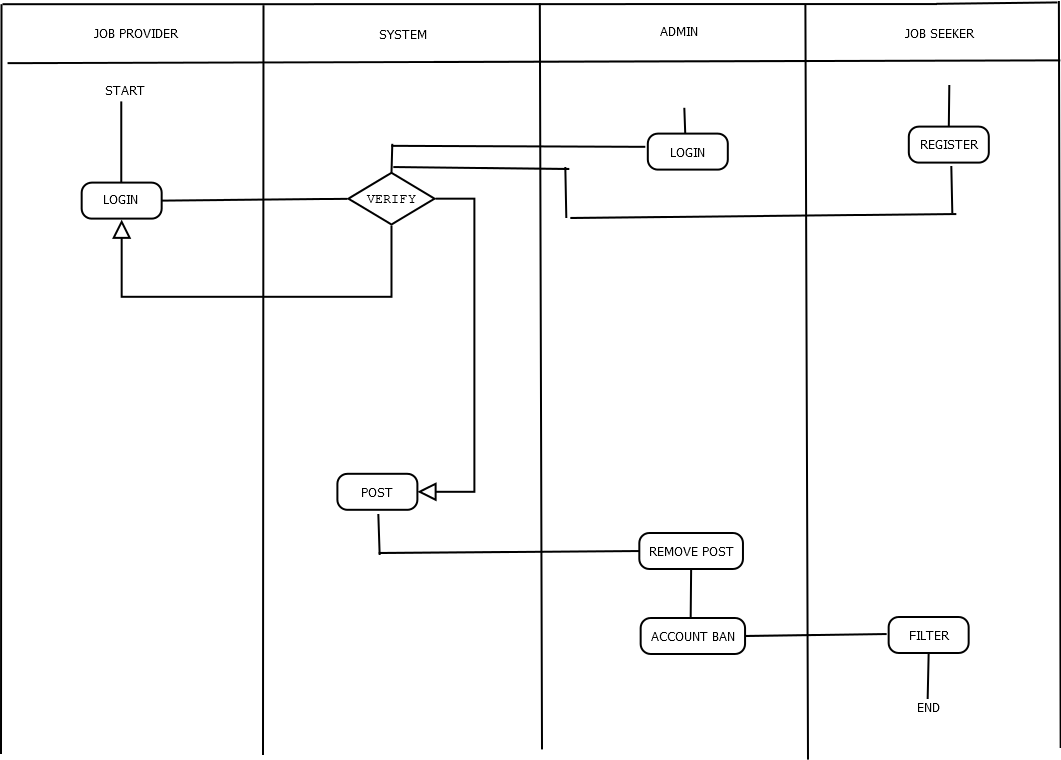 JOB PROVIDER
SYSTEM
ADMIN
JOB SEEKER
START
LOGIN
REGISTER
LOGIN
VERIFY
POST
REMOVE POST
ACCOUNT BAN
FILTER
END